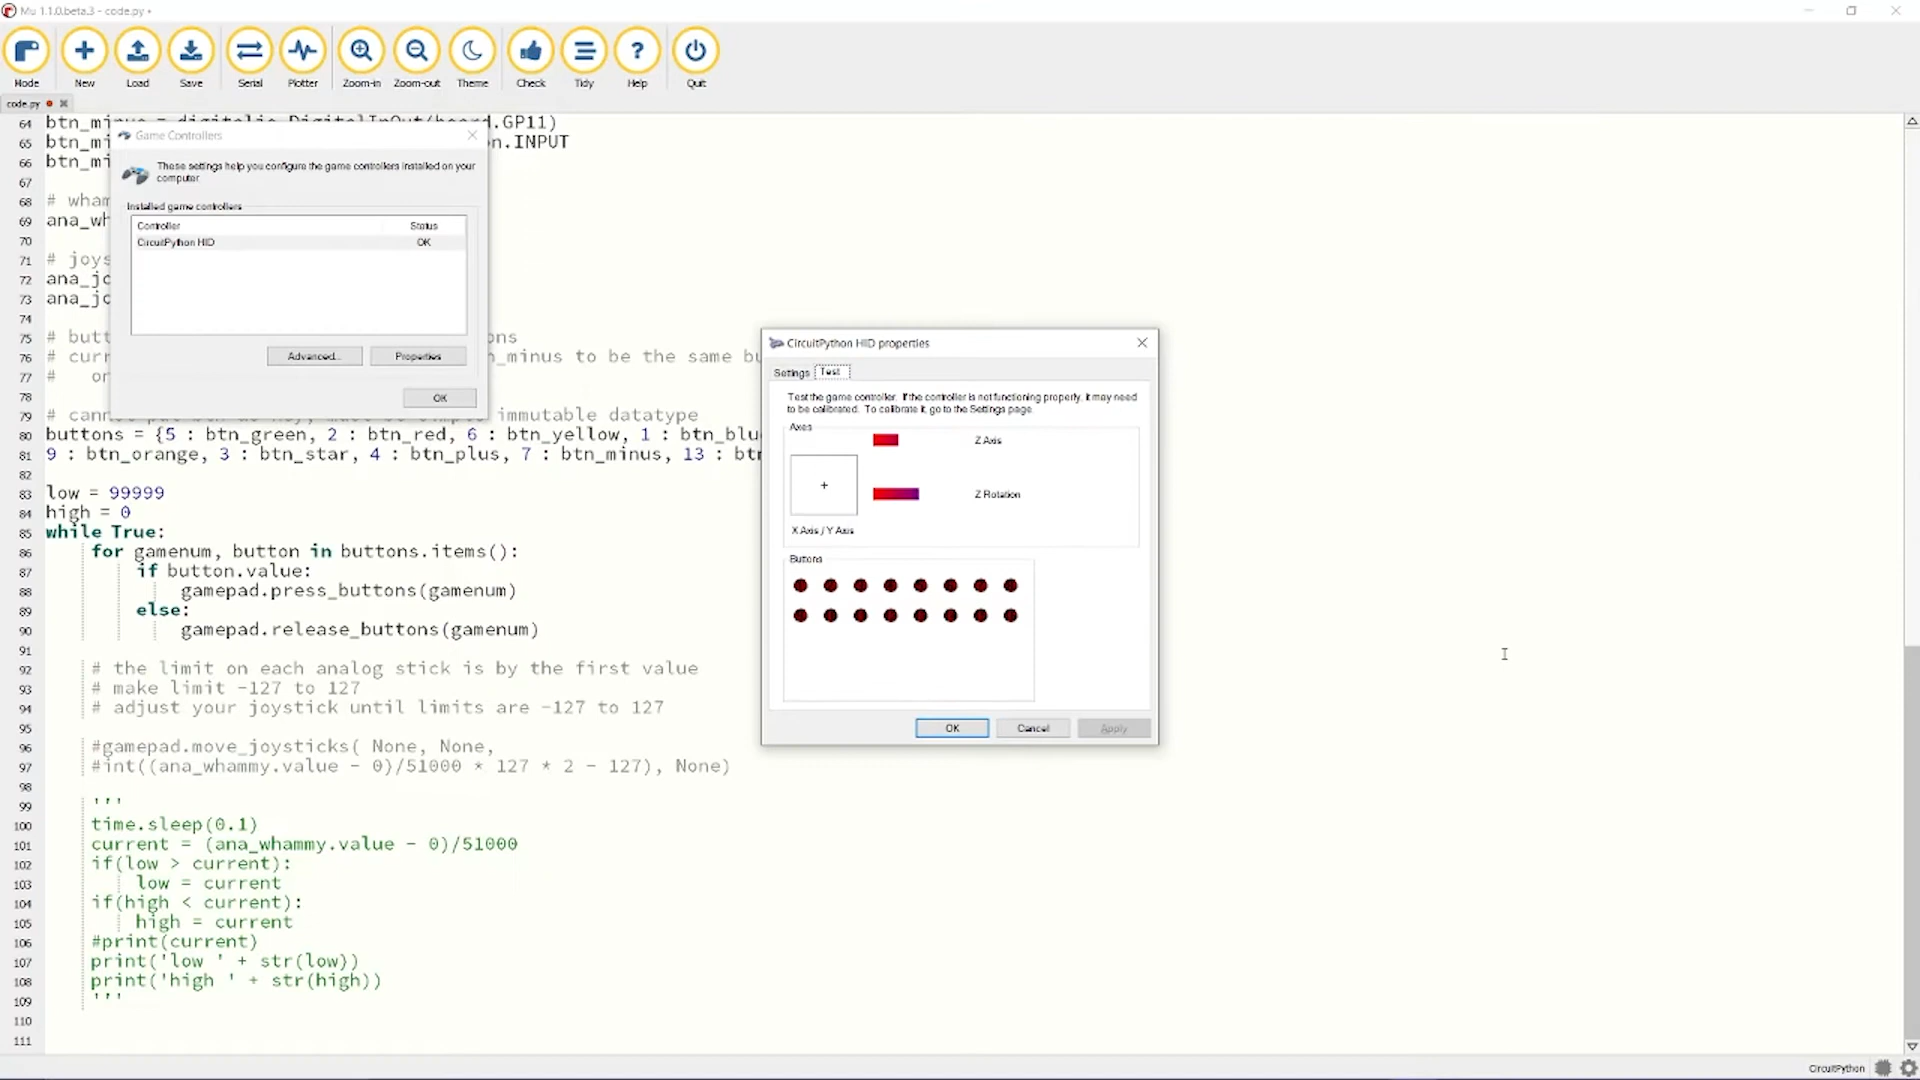 Mu 1.1.0.beta.3 - code.py •
Mode New Load Save Serial Plotter Zoom-in Zoom-out Theme Check Tidy ? Help Quit
code.py
64 btn_minus = digitalio.DigitalInOut(board.GP11)
65 btn_mi n.INPUT
66 btn_mi
67
68 # wham
69 ana_wh
70
71 # joys
72 ana_jo
73 ana_jo
74
75 # butt ons
76 # curr n_minus to be the same bu
77 # or
78
79 # cann immutable datatype
80 buttons = {5 : btn_green, 2 : btn_red, 6 : btn_yellow, 1 : btn_blu
81 9 : btn_orange, 3 : btn_star, 4 : btn_plus, 7 : btn_minus, 13 : bt
82
83 low = 99999
84 high = 0
85 while True:
86 for gamenum, button in buttons.items():
87 if button.value:
88 gamepad.press_buttons(gamenum)
89 else:
90 gamepad.release_buttons(gamenum)
91
92 # the limit on each analog stick is by the first value
93 # make limit -127 to 127
94 # adjust your joystick until limits are -127 to 127
95
96 #gamepad.move_joysticks( None, None,
97 #int((ana_whammy.value - 0)/51000 * 127 * 2 - 127), None)
98
99 '''
100 time.sleep(0.1)
101 current = (ana_whammy.value - 0)/51000
102 if(low > current):
103 low = current
104 if(high < current):
105 high = current
106 #print(current)
107 print('low ' + str(low))
108 print('high ' + str(high))
109 '''
110
111
Game Controllers
These settings help you configure the game controllers installed on your
computer.
Installed game controllers
Controller Status
CircuitPython HID OK
Advanced... Properties
OK
CircuitPython HID properties
Settings Test
Test the game controller. If the controller is not functioning properly, it may need
to be calibrated. To calibrate it, go to the Settings page.
Axes
Z Axis
+
Z Rotation
X Axis / Y Axis
Buttons
OK Cancel Apply
CircuitPython